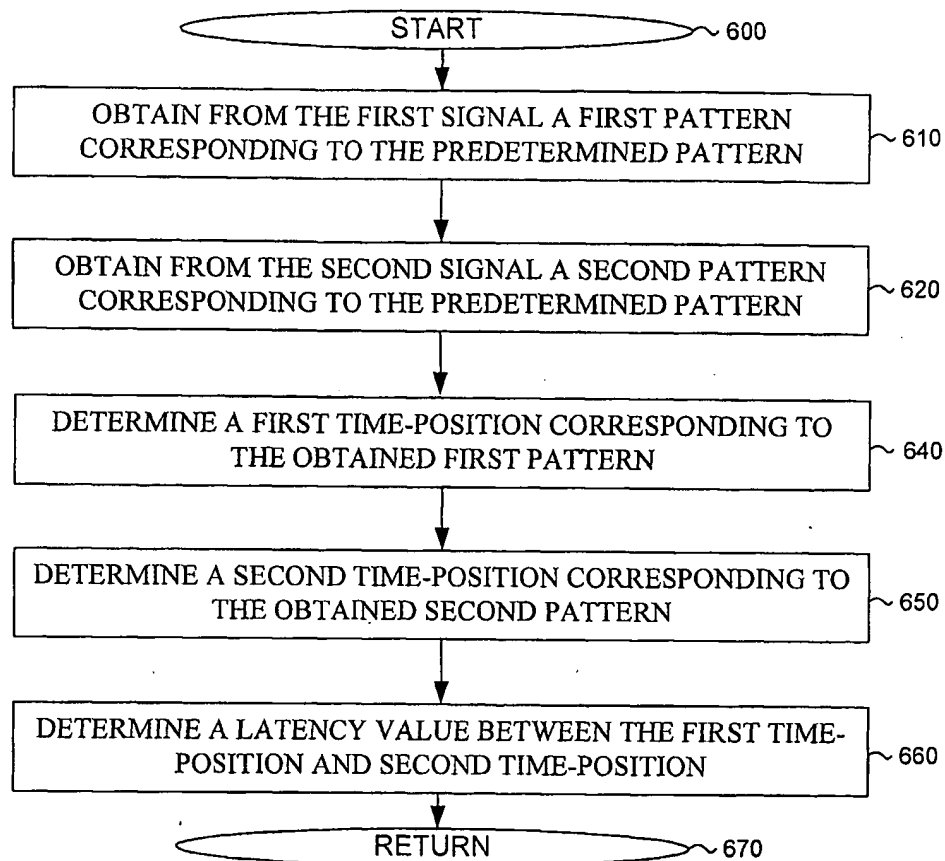 START
600
OBTAIN FROM THE FIRST SIGNAL A FIRST PATTERN
CORRESPONDING TO THE PREDETERMINED PATTERN
610
OBTAIN FROM THE SECOND SIGNAL A SECOND PATTERN
CORRESPONDING TO THE PREDETERMINED PATTERN
620
DETERMINE A FIRST TIME-POSITION CORRESPONDING TO
THE OBTAINED FIRST PATTERN
640
DETERMINE A SECOND TIME-POSITION CORRESPONDING TO
THE OBTAINED SECOND PATTERN
650
DETERMINE A LATENCY VALUE BETWEEN THE FIRST TIME-
POSITION AND SECOND TIME-POSITION
660
RETURN
670